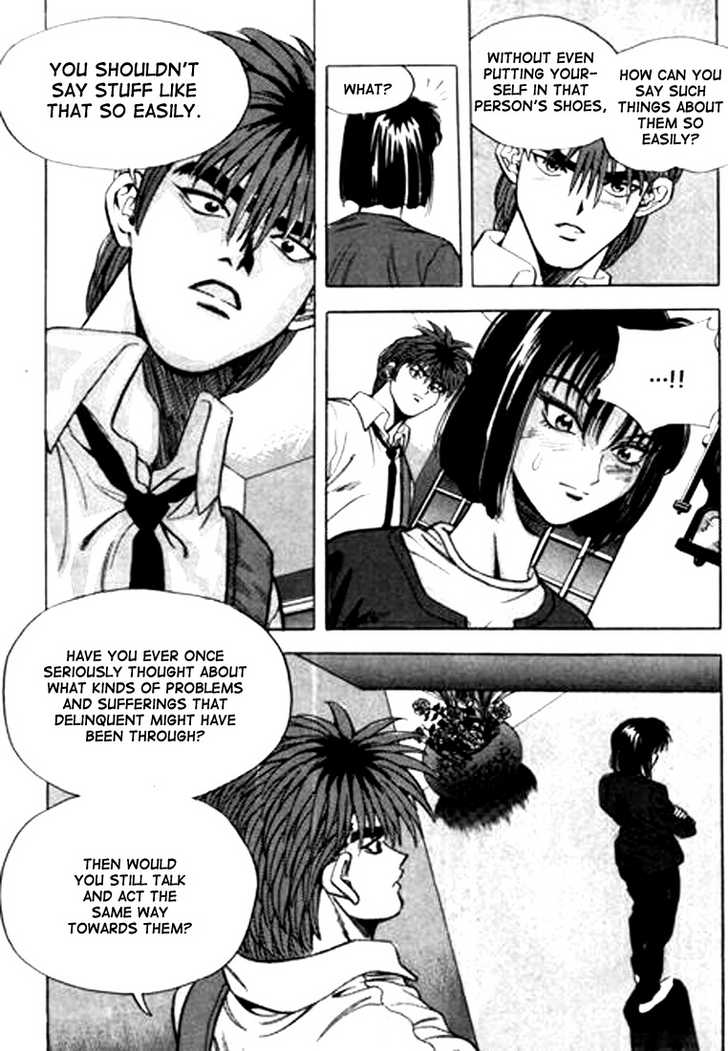 YOU SHOULDN'T
SAY STUFF LIKE
THAT SO EASILY.
WHAT?
WITHOUT EVEN
PUTTING YOUR-
SELF IN THAT
PERSON'S SHOES,
HOW CAN YOU
SAY SUCH
THINGS ABOUT
THEM SO
EASILY?
...!!
HAVE YOU EVER ONCE
SERIOUSLY THOUGHT ABOUT
WHAT KINDS OF PROBLEMS
AND SUFFERINGS THAT
DELINQUENT MIGHT HAVE
BEEN THROUGH?
THEN WOULD
YOU STILL TALK
AND ACT THE
SAME WAY
TOWARDS THEM?